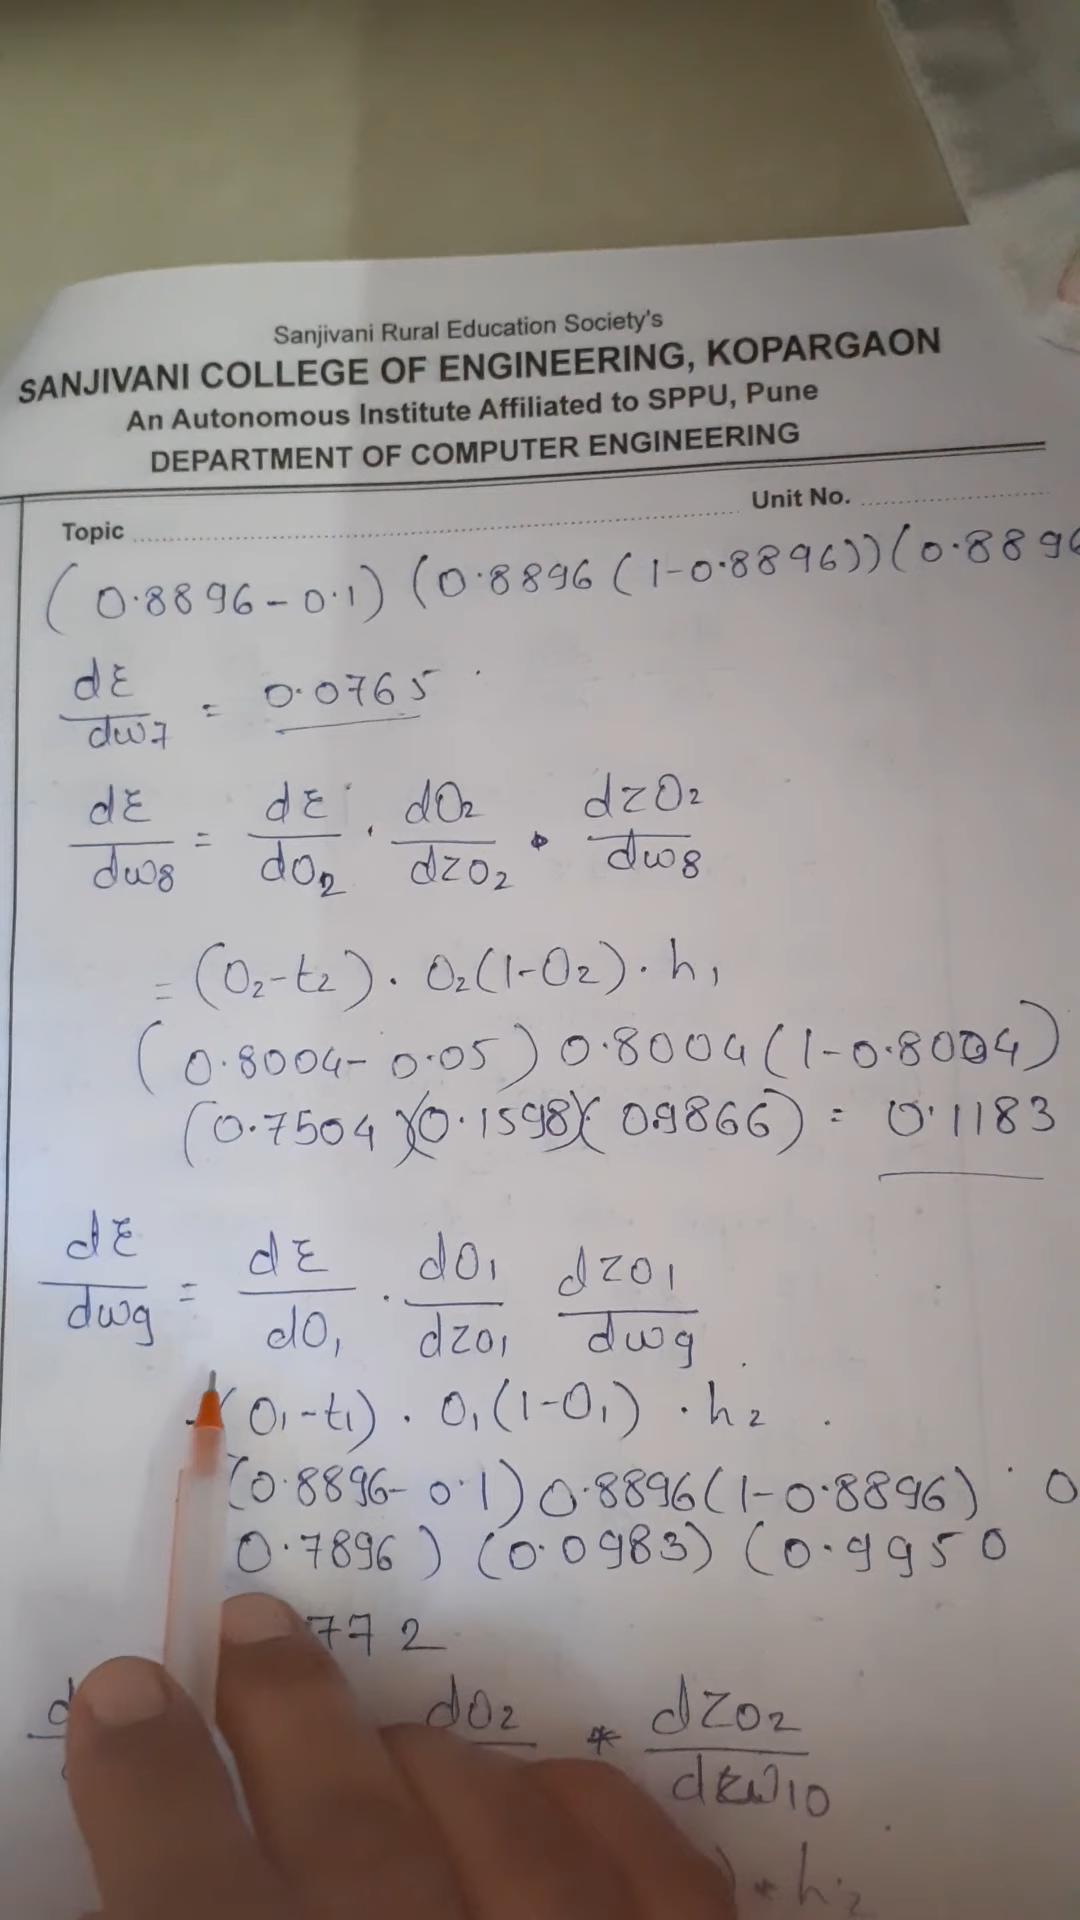 Sanjivani Rural Education Society's
SANJIVANI COLLEGE OF ENGINEERING, KOPARGAON
An Autonomous Institute Affiliated to SPPU, Pune
DEPARTMENT OF COMPUTER ENGINEERING
Unit No.
Topic
(0.8896-0.1) (0.8896(1-0.8896))(0.8896
dE/dw7 = 0.0765
dE/dw8 = dE/dO2 . dO2/dzO2 . dzO2/dw8
= (O2-t2) . O2(1-O2) . h1
(0.8004-0.05) 0.8004(1-0.8004)
(0.7504)(0.1598)(0.9866) = 0.1183
dE/dw9 = dE/dO1 . dO1/dzO1 dzO1/dw9
(O1-t1) . O1(1-O1) . h2
(0.8896-0.1) 0.8896(1-0.8896) 0
0.7896) (0.0983) (0.9950
772
dO2 * dzO2/dw10
) * h2